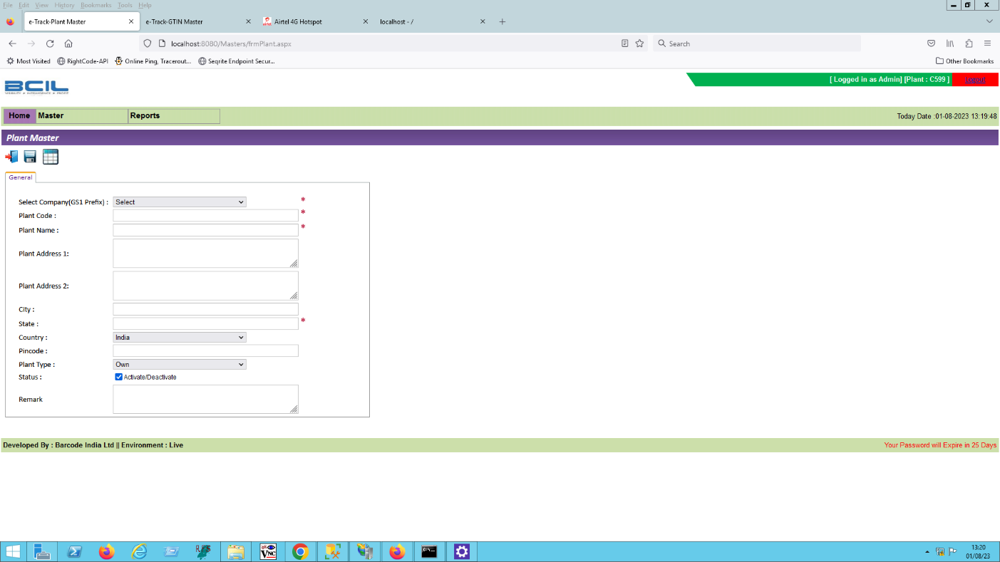 File Edit View History Bookmarks Tools Help
e-Track-Plant Master
e-Track-GTIN Master
airtel Airtel 4G Hotspot
localhost - /
localhost:8080/Masters/frmPlant.aspx
Search
Most Visited RightCode-API Online Ping, Tracerout... Seqrite Endpoint Secur... Other Bookmarks
[ Logged in as Admin] [Plant : C599 ] Logout
BCIL
Home Master Reports
Today Date :01-08-2023 13:19:48
Plant Master
General
Select Company(GS1 Prefix) : Select *
Plant Code : *
Plant Name : *
Plant Address 1:
Plant Address 2:
City :
State : *
Country : India
Pincode :
Plant Type : Own
Status : Activate/Deactivate
Remark
Developed By : Barcode India Ltd || Environment : Live
Your Password will Expire in 25 Days
VNC
13:20
01/08/23